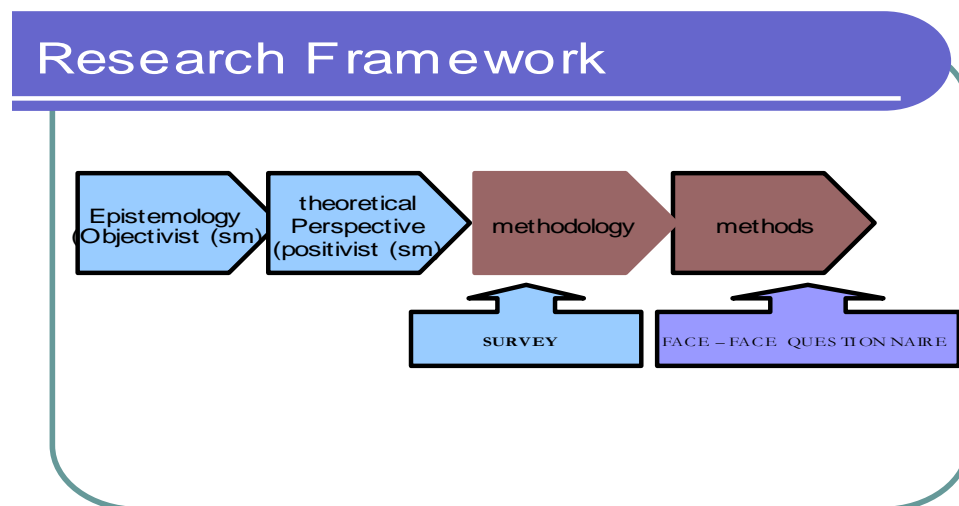 Research Framework
Epistemology
(Objectivist (sm)
theoretical
Perspective
(positivist (sm)
methodology
methods
SURVEY
FACE – FACE QUESTIONNAIRE